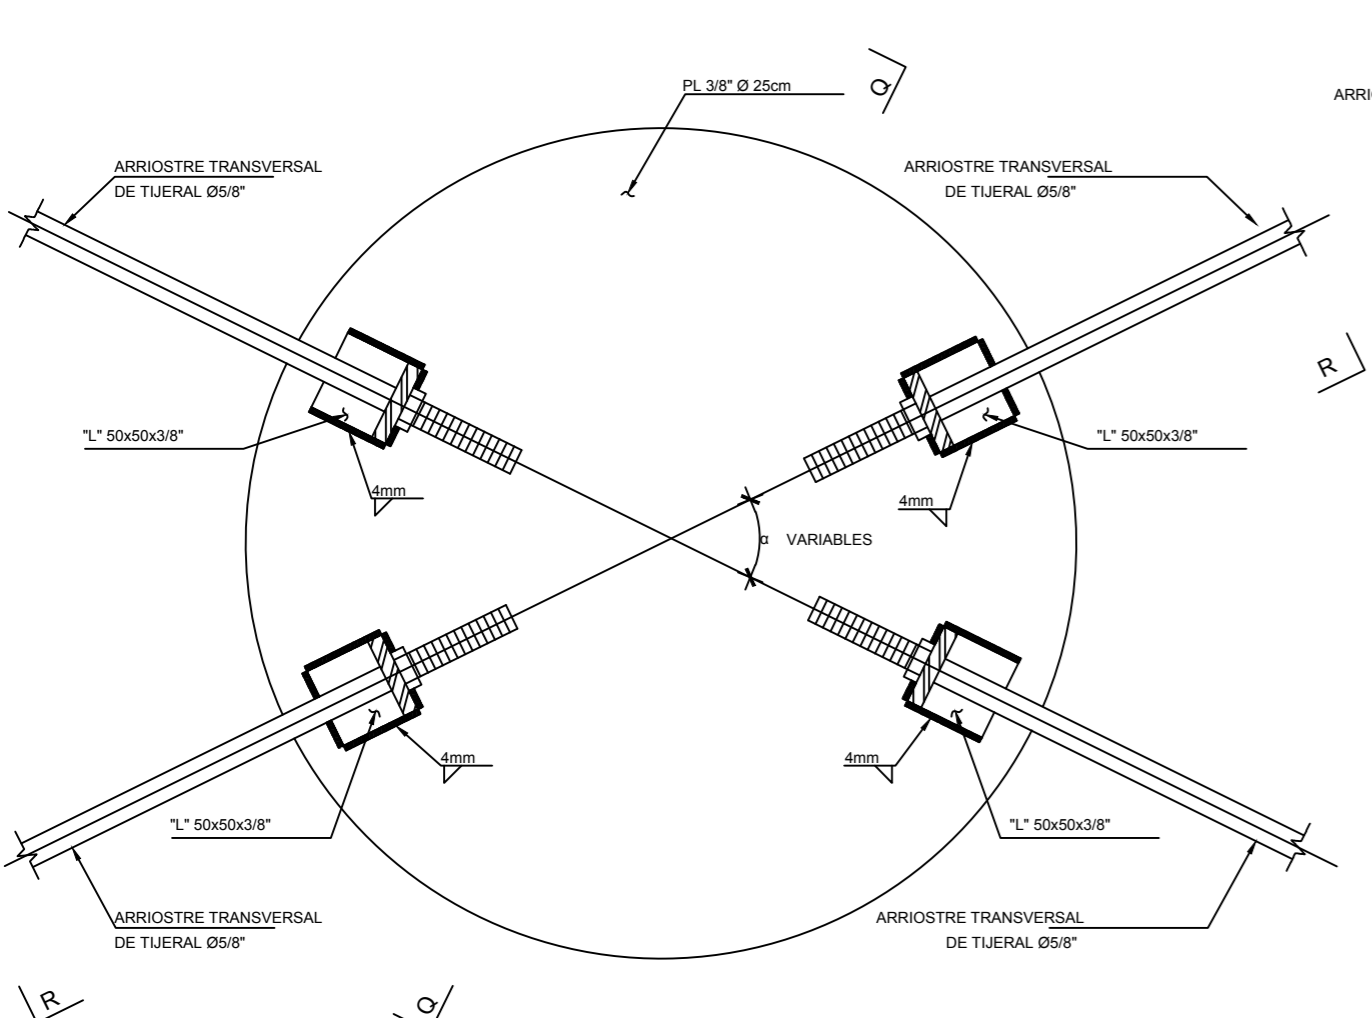 PL 3/8" Ø 25cm
Q
ARRI
ARRIOSTRE TRANSVERSAL
DE TIJERAL Ø5/8"
ARRIOSTRE TRANSVERSAL
DE TIJERAL Ø5/8"
R
"L" 50x50x3/8"
"L" 50x50x3/8"
4mm
4mm
α VARIABLES
4mm
4mm
"L" 50x50x3/8"
"L" 50x50x3/8"
ARRIOSTRE TRANSVERSAL
DE TIJERAL Ø5/8"
ARRIOSTRE TRANSVERSAL
DE TIJERAL Ø5/8"
R
Q